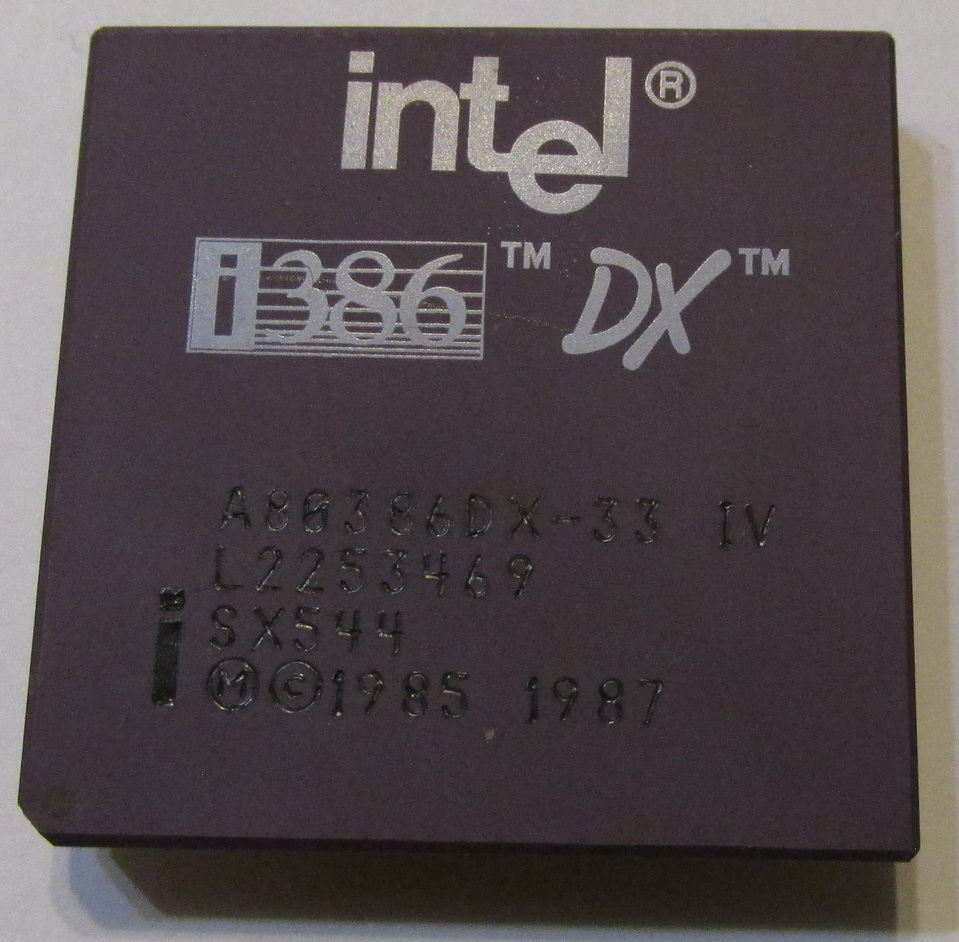 intel®
i386™ DX™
A80386DX-33 IV
L2253469
i SX544
Ⓜ ©1985 1987